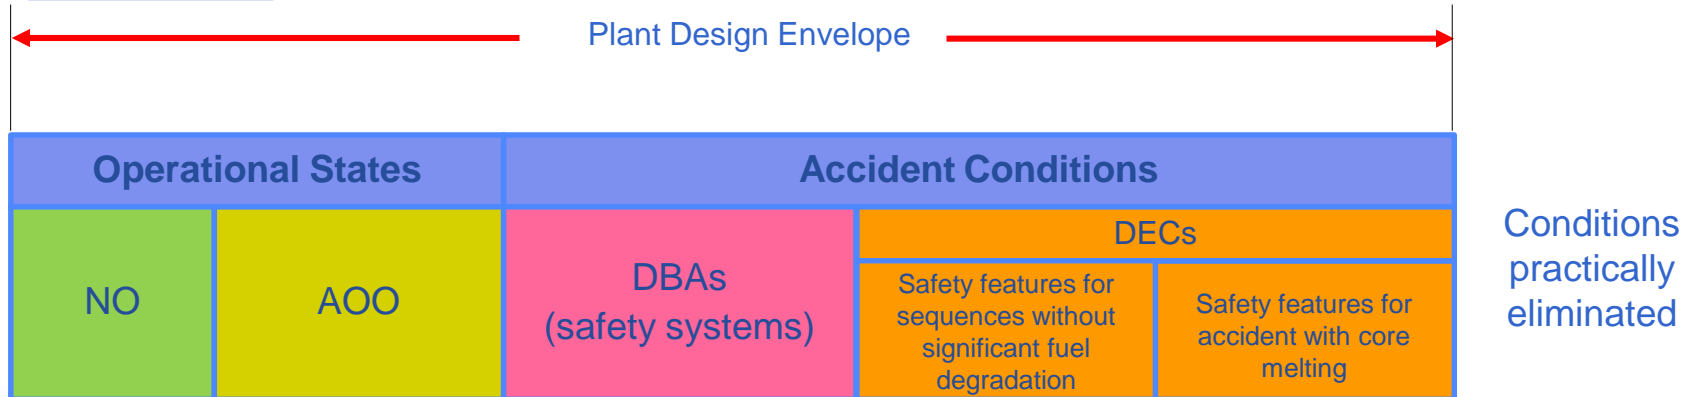 Plant Design Envelope
Operational States
Accident Conditions
NO
AOO
DBAs
(safety systems)
DECs
Safety features for
sequences without
significant fuel
degradation
Safety features for
accident with core
melting
Conditions
practically
eliminated